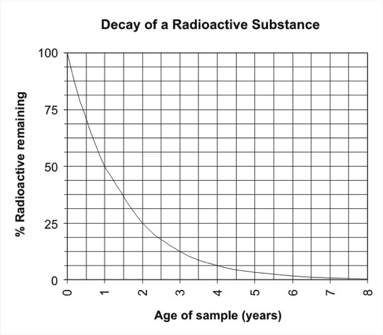 Decay of a Radioactive Substance
% Radioactive remaining
100
75
50
25
0
0 1 2 3 4 5 6 7 8
Age of sample (years)